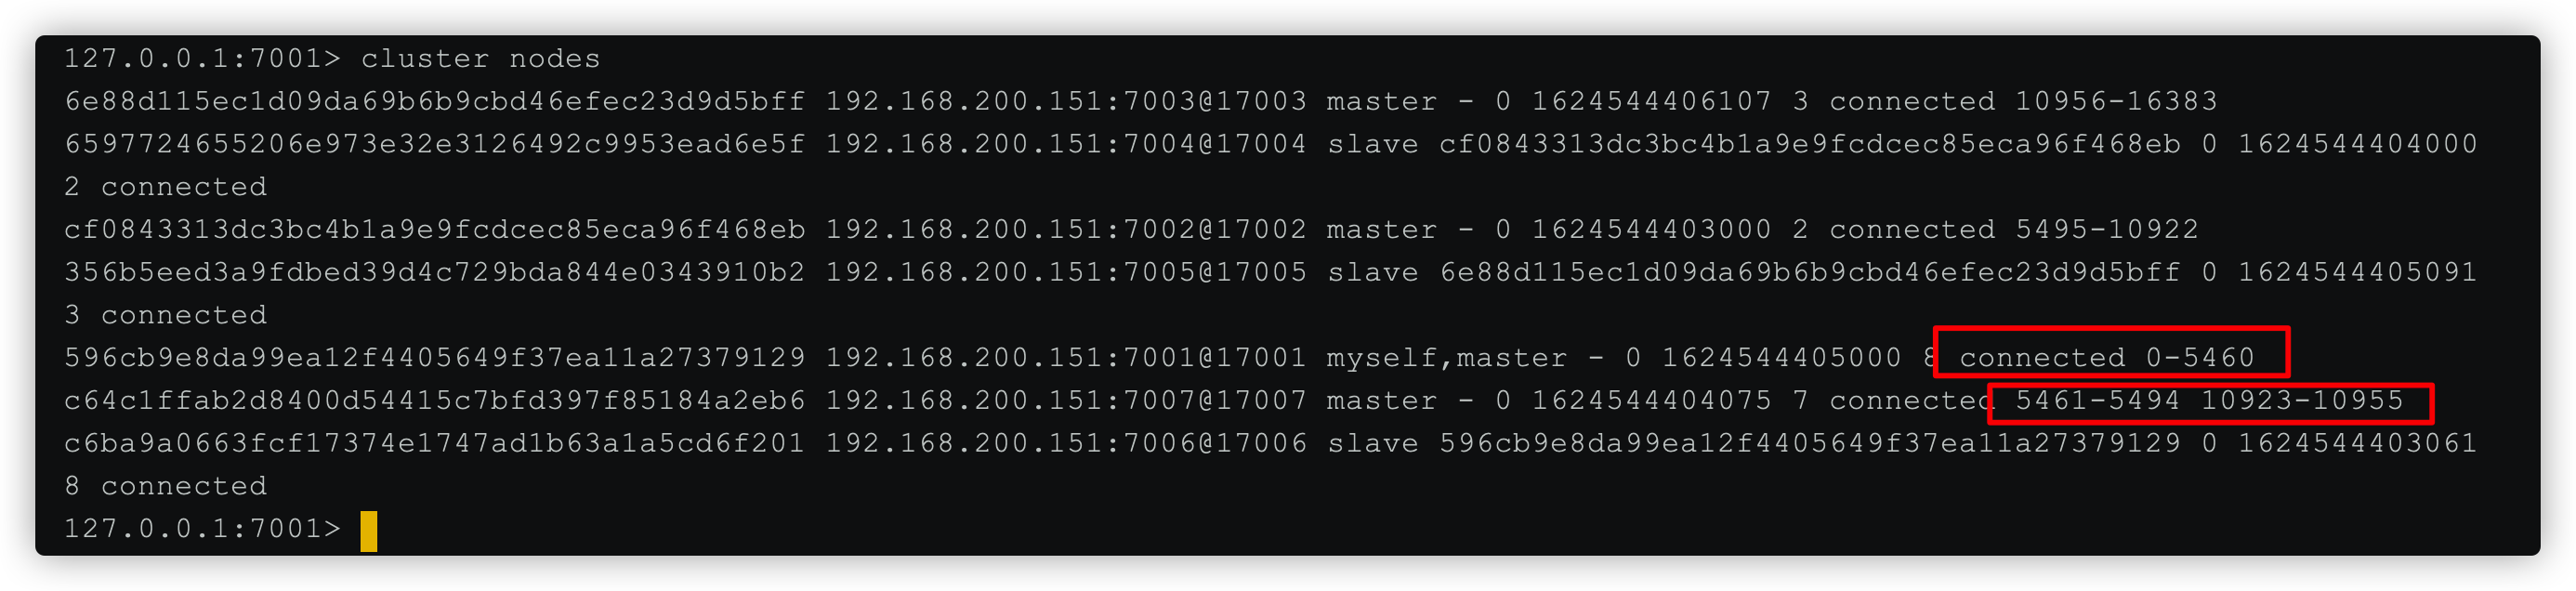 127.0.0.1:7001> cluster nodes
6e88d115ec1d09da69b6b9cbd46efec23d9d5bff 192.168.200.151:7003@17003 master - 0 1624544406107 3 connected 10956-16383
6597724655206e973e32e3126492c9953ead6e5f 192.168.200.151:7004@17004 slave cf0843313dc3bc4b1a9e9fcdcec85eca96f468eb 0 1624544404000
2 connected
cf0843313dc3bc4b1a9e9fcdcec85eca96f468eb 192.168.200.151:7002@17002 master - 0 1624544403000 2 connected 5495-10922
356b5eed3a9fdbed39d4c729bda844e0343910b2 192.168.200.151:7005@17005 slave 6e88d115ec1d09da69b6b9cbd46efec23d9d5bff 0 1624544405091
3 connected
596cb9e8da99ea12f4405649f37ea11a27379129 192.168.200.151:7001@17001 myself,master - 0 1624544405000 8 connected 0-5460
c64c1ffab2d8400d54415c7bfd397f85184a2eb6 192.168.200.151:7007@17007 master - 0 1624544404075 7 connected 5461-5494 10923-10955
c6ba9a0663fcf17374e1747ad1b63a1a5cd6f201 192.168.200.151:7006@17006 slave 596cb9e8da99ea12f4405649f37ea11a27379129 0 1624544403061
8 connected
127.0.0.1:7001>